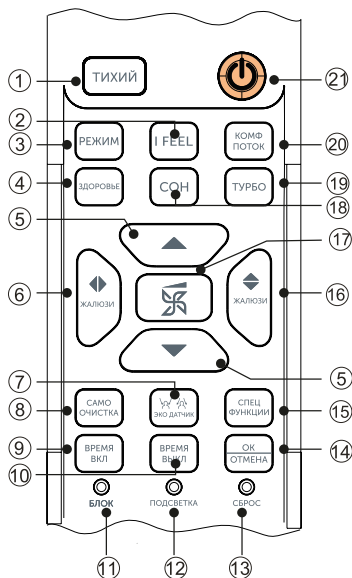 1 ТИХИЙ 21
2
3 РЕЖИМ I FEEL КОМФ
ПОТОК 20
4 ЗДОРОВЬЕ СОН ТУРБО 19
18
5 17
6 ЖАЛЮЗИ ЖАЛЮЗИ 16
7 5
8 САМО
ОЧИСТКА ЭКО ДАТЧИК СПЕЦ
ФУНКЦИИ 15
9 ВРЕМЯ
ВКЛ ВРЕМЯ
ВЫКЛ ОК
ОТМЕНА 14
10
БЛОК ПОДСВЕТКА СБРОС
11 12 13